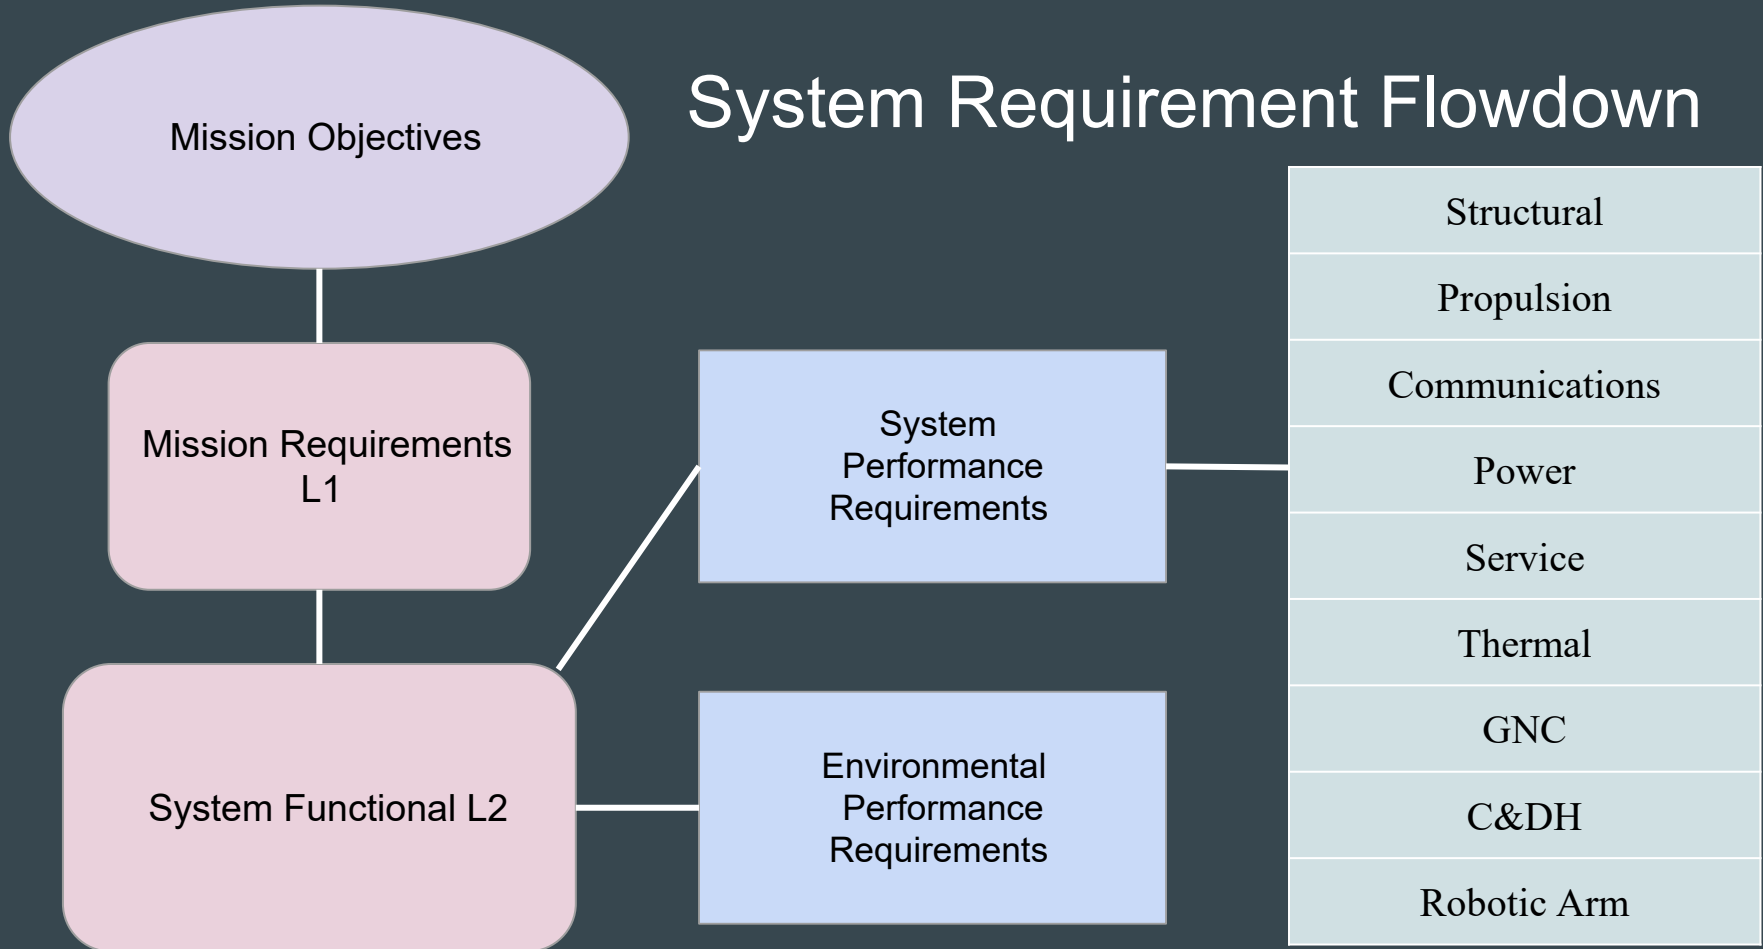 System Requirement Flowdown
Mission Objectives
Mission Requirements
L1
System Functional L2
System
Performance
Requirements
Environmental
Performance
Requirements
Structural
Propulsion
Communications
Power
Service
Thermal
GNC
C&DH
Robotic Arm